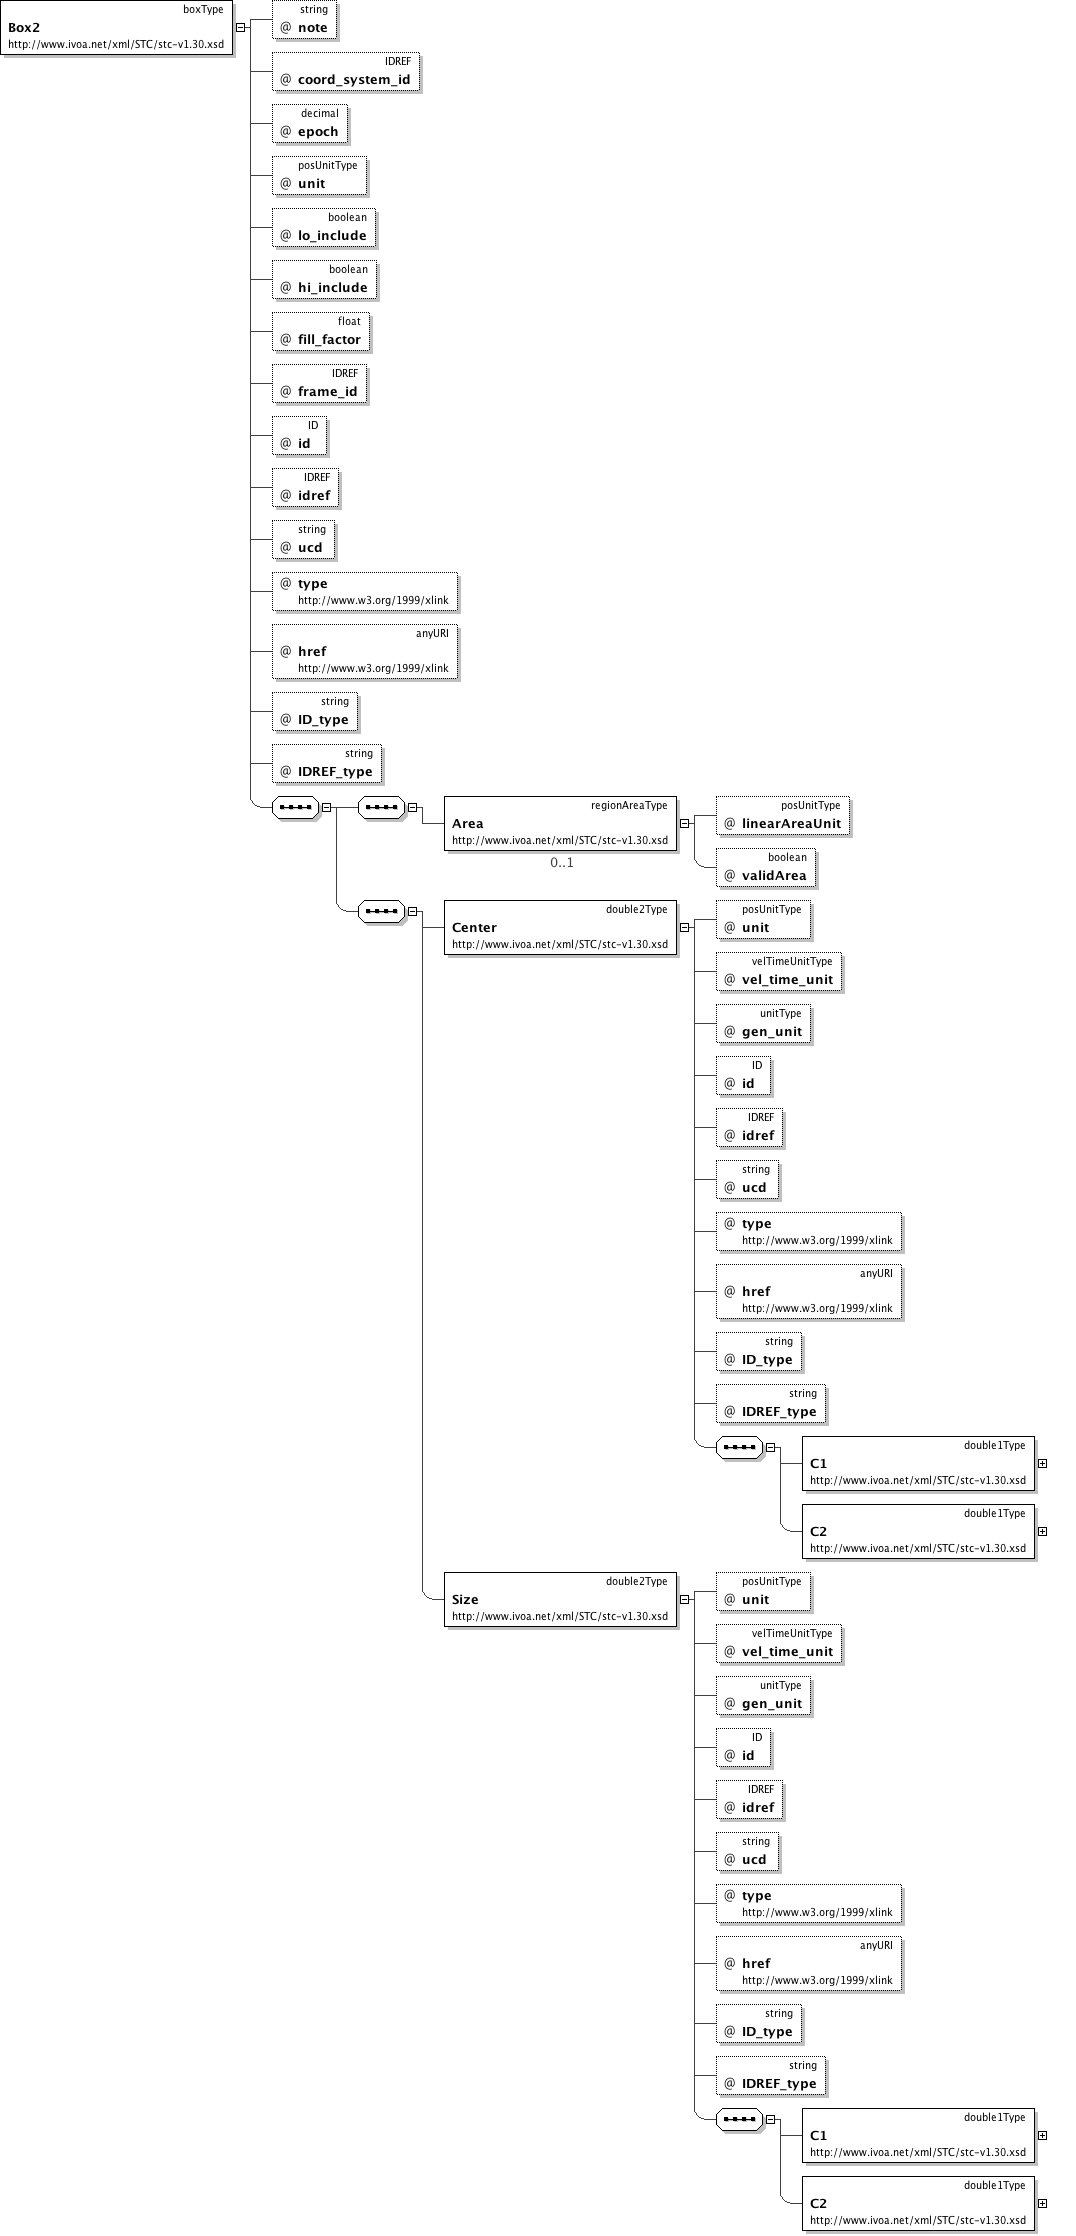 boxType
Box2
http://www.ivoa.net/xml/STC/stc-v1.30.xsd
string
@ note
IDREF
@ coord_system_id
decimal
@ epoch
posUnitType
@ unit
boolean
@ lo_include
boolean
@ hi_include
float
@ fill_factor
IDREF
@ frame_id
ID
@ id
IDREF
@ idref
string
@ ucd
@ type
http://www.w3.org/1999/xlink
anyURI
@ href
http://www.w3.org/1999/xlink
string
@ ID_type
string
@ IDREF_type
regionAreaType
Area
http://www.ivoa.net/xml/STC/stc-v1.30.xsd
0..1
posUnitType
@ linearAreaUnit
boolean
@ validArea
double2Type
Center
http://www.ivoa.net/xml/STC/stc-v1.30.xsd
posUnitType
@ unit
velTimeUnitType
@ vel_time_unit
unitType
@ gen_unit
ID
@ id
IDREF
@ idref
string
@ ucd
@ type
http://www.w3.org/1999/xlink
anyURI
@ href
http://www.w3.org/1999/xlink
string
@ ID_type
string
@ IDREF_type
double1Type
C1
http://www.ivoa.net/xml/STC/stc-v1.30.xsd
double1Type
C2
http://www.ivoa.net/xml/STC/stc-v1.30.xsd
double2Type
Size
http://www.ivoa.net/xml/STC/stc-v1.30.xsd
posUnitType
@ unit
velTimeUnitType
@ vel_time_unit
unitType
@ gen_unit
ID
@ id
IDREF
@ idref
string
@ ucd
@ type
http://www.w3.org/1999/xlink
anyURI
@ href
http://www.w3.org/1999/xlink
string
@ ID_type
string
@ IDREF_type
double1Type
C1
http://www.ivoa.net/xml/STC/stc-v1.30.xsd
double1Type
C2
http://www.ivoa.net/xml/STC/stc-v1.30.xsd